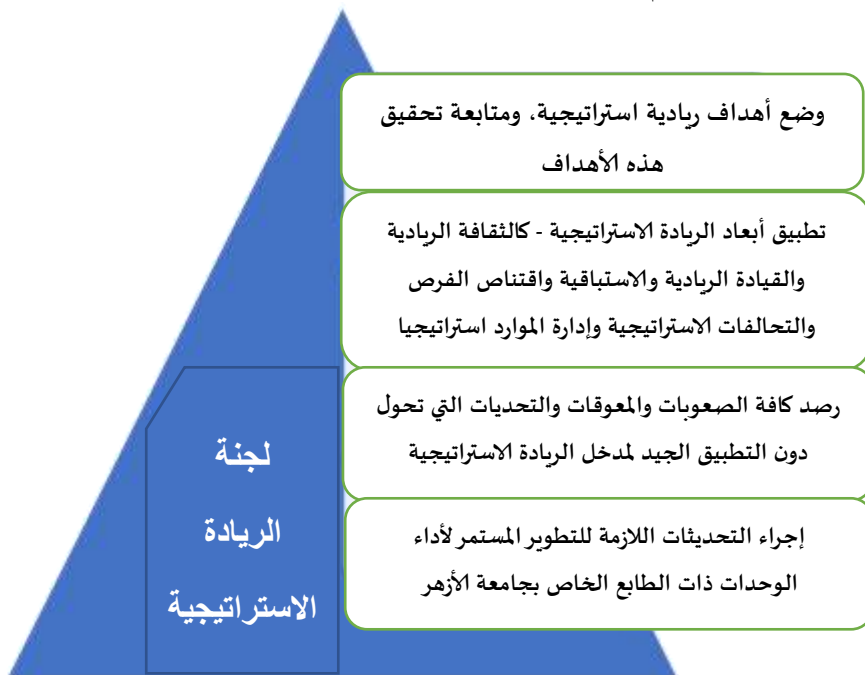 وضع أهداف ريادية استراتيجية، ومتابعة تحقيق
هذه الأهداف
تطبيق أبعاد الريادة الاستراتيجية - كالثقافة الريادية
والقيادة الريادية والاستباقية واقتناص الفرص
والتحالفات الاستراتيجية وإدارة الموارد استراتيجيا
رصد كافة الصعوبات والمعوقات والتحديات التي تحول
دون التطبيق الجيد لمدخل الريادة الاستراتيجية
إجراء التحديثات اللازمة للتطوير المستمر لأداء
الوحدات ذات الطابع الخاص بجامعة الأزهر
لجنة
الريادة
الاستراتيجية